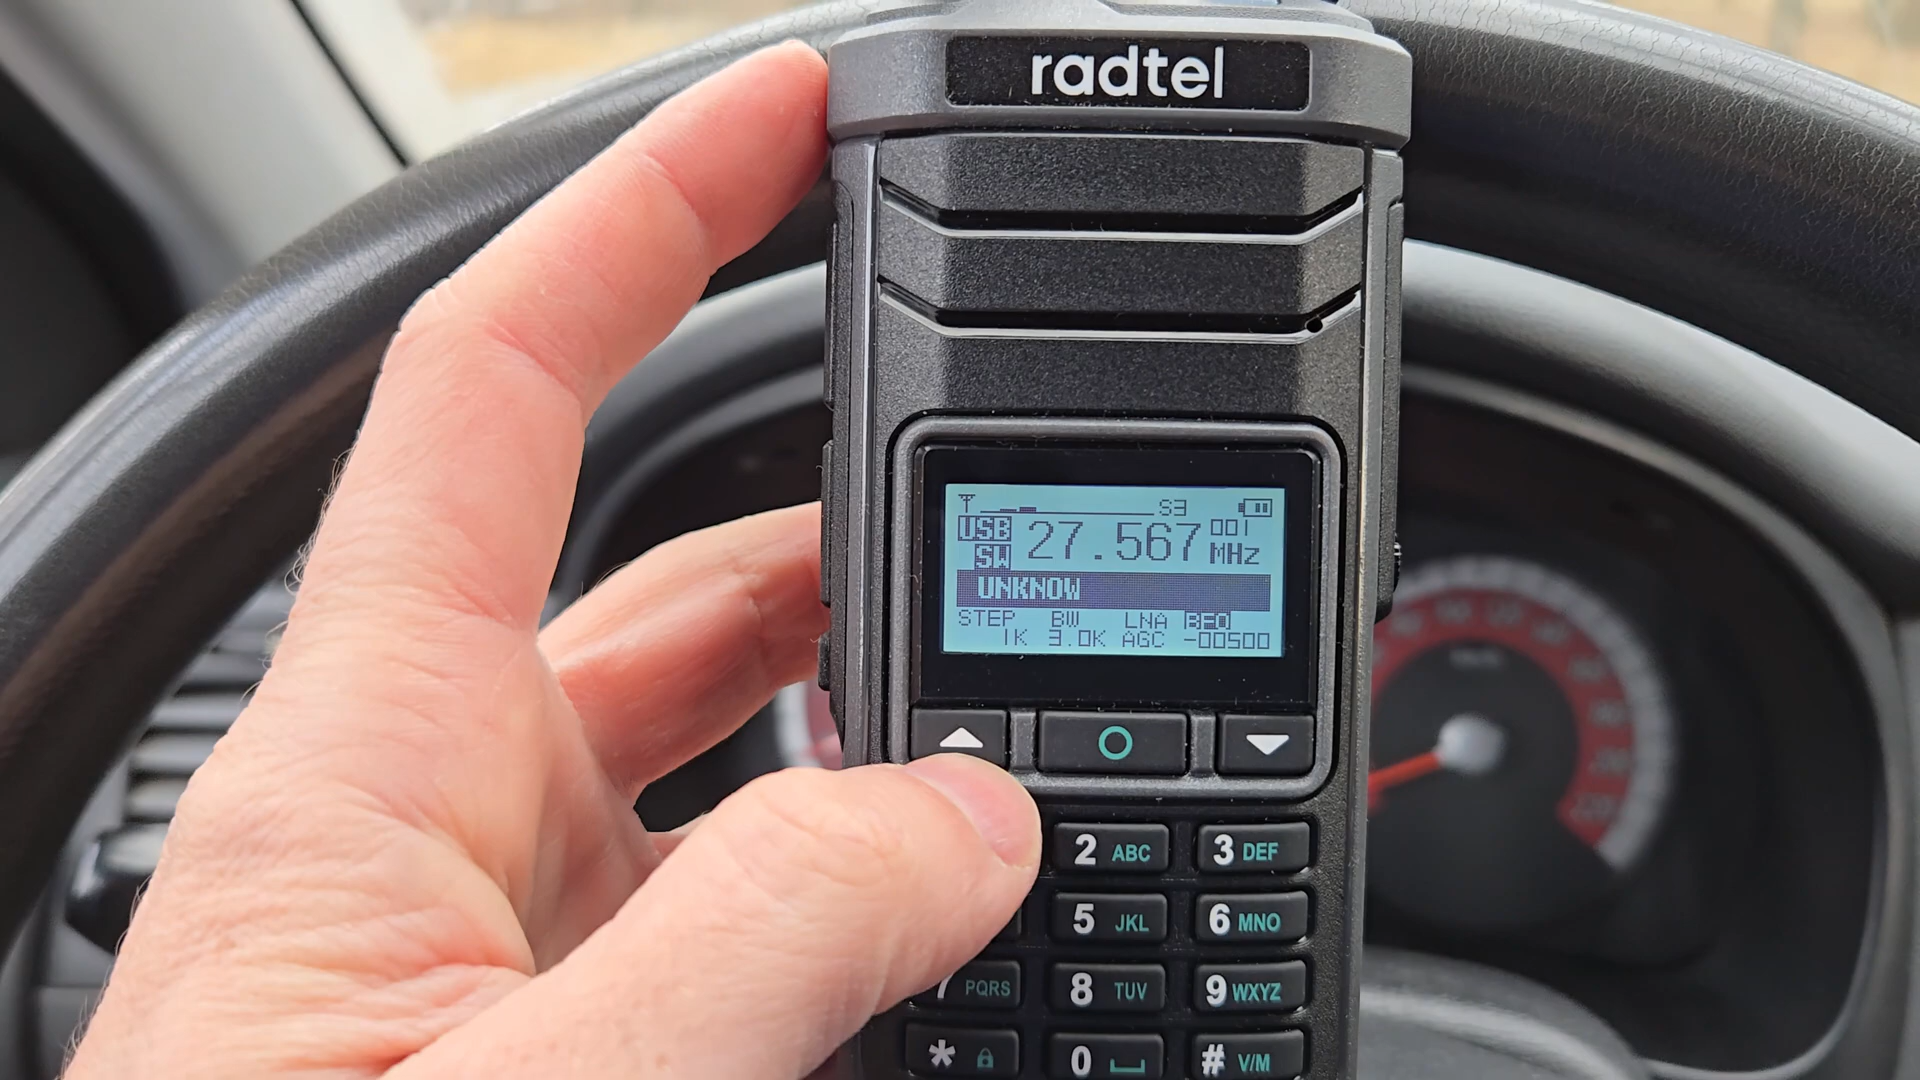 radtel
S3
USB 27.567 001
SW MHz
UNKNOW
STEP BW LNA BFO
1K 3.0K AGC -00500
2 ABC 3 DEF
5 JKL 6 MNO
7 PQRS 8 TUV 9 WXYZ
* 0 # V/M